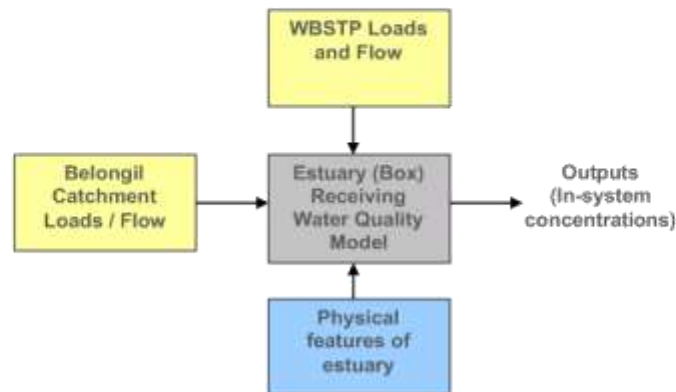 WBSTP Loads
and Flow
Belongil
Catchment
Loads / Flow
Estuary (Box)
Receiving
Water Quality
Model
Outputs
(In-system
concentrations)
Physical
features of
estuary